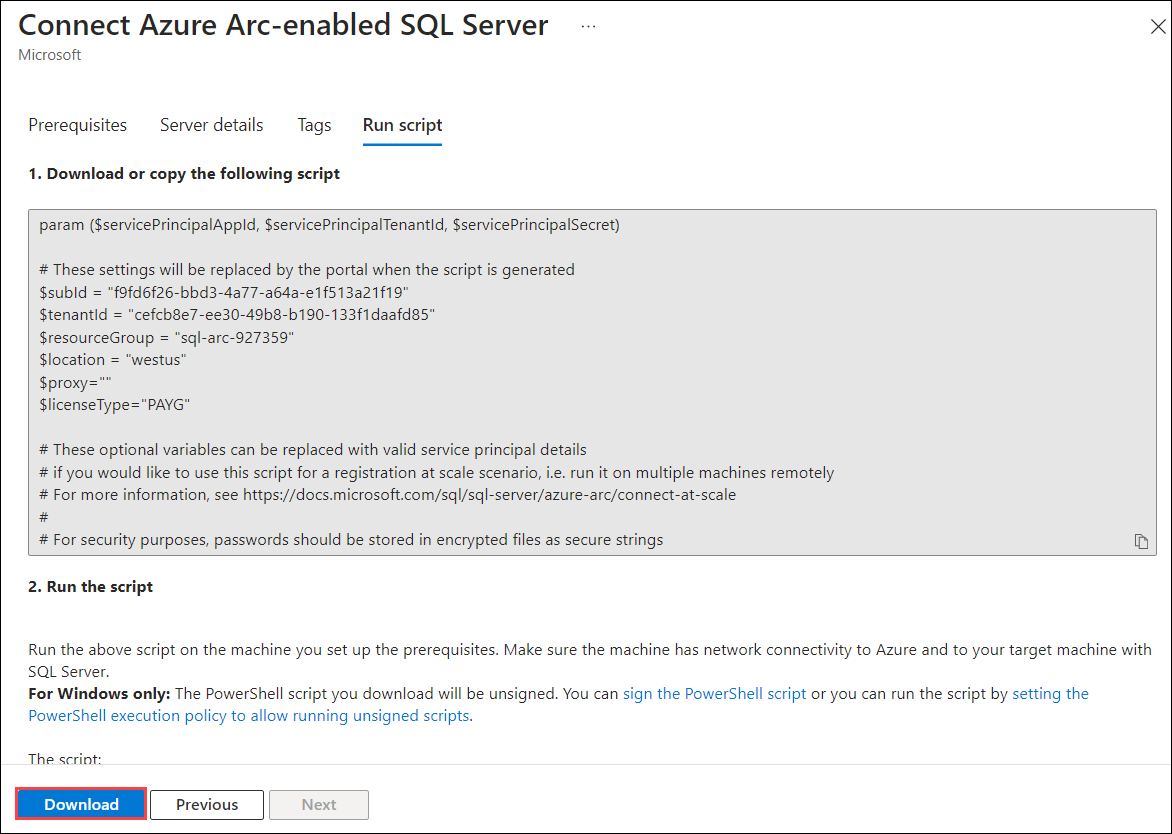 Connect Azure Arc-enabled SQL Server ...
Microsoft
Prerequisites Server details Tags Run script
1. Download or copy the following script
param ($servicePrincipalAppId, $servicePrincipalTenantId, $servicePrincipalSecret)
# These settings will be replaced by the portal when the script is generated
$subId = "f9fd6f26-bbd3-4a77-a64a-e1f513a21f19"
$tenantId = "cefcb8e7-ee30-49b8-b190-133f1daafd85"
$resourceGroup = "sql-arc-927359"
$location = "westus"
$proxy=""
$licenseType="PAYG"
# These optional variables can be replaced with valid service principal details
# if you would like to use this script for a registration at scale scenario, i.e. run it on multiple machines remotely
# For more information, see https://docs.microsoft.com/sql/sql-server/azure-arc/connect-at-scale
#
# For security purposes, passwords should be stored in encrypted files as secure strings
2. Run the script
Run the above script on the machine you set up the prerequisites. Make sure the machine has network connectivity to Azure and to your target machine with
SQL Server.
For Windows only: The PowerShell script you download will be unsigned. You can sign the PowerShell script or you can run the script by setting the
PowerShell execution policy to allow running unsigned scripts.
The script:
Download Previous Next